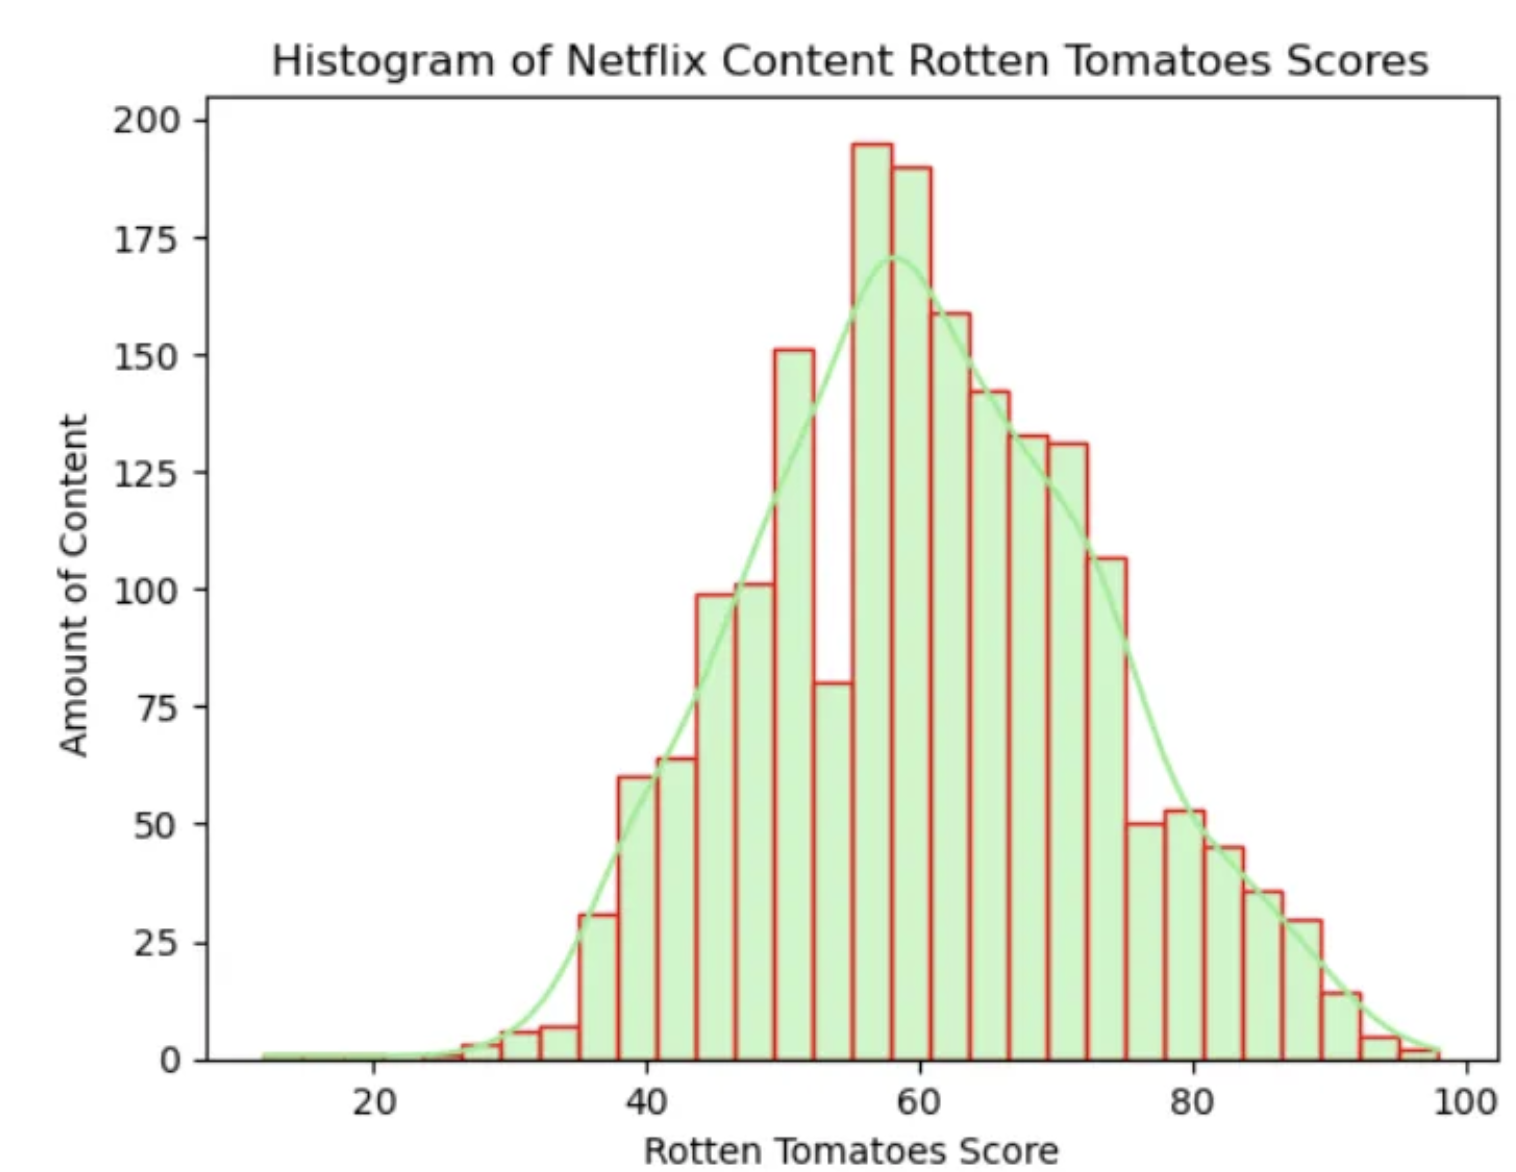 Histogram of Netflix Content Rotten Tomatoes Scores
200
175
150
125
100
75
50
25
0
Amount of Content
20 40 60 80 100
Rotten Tomatoes Score